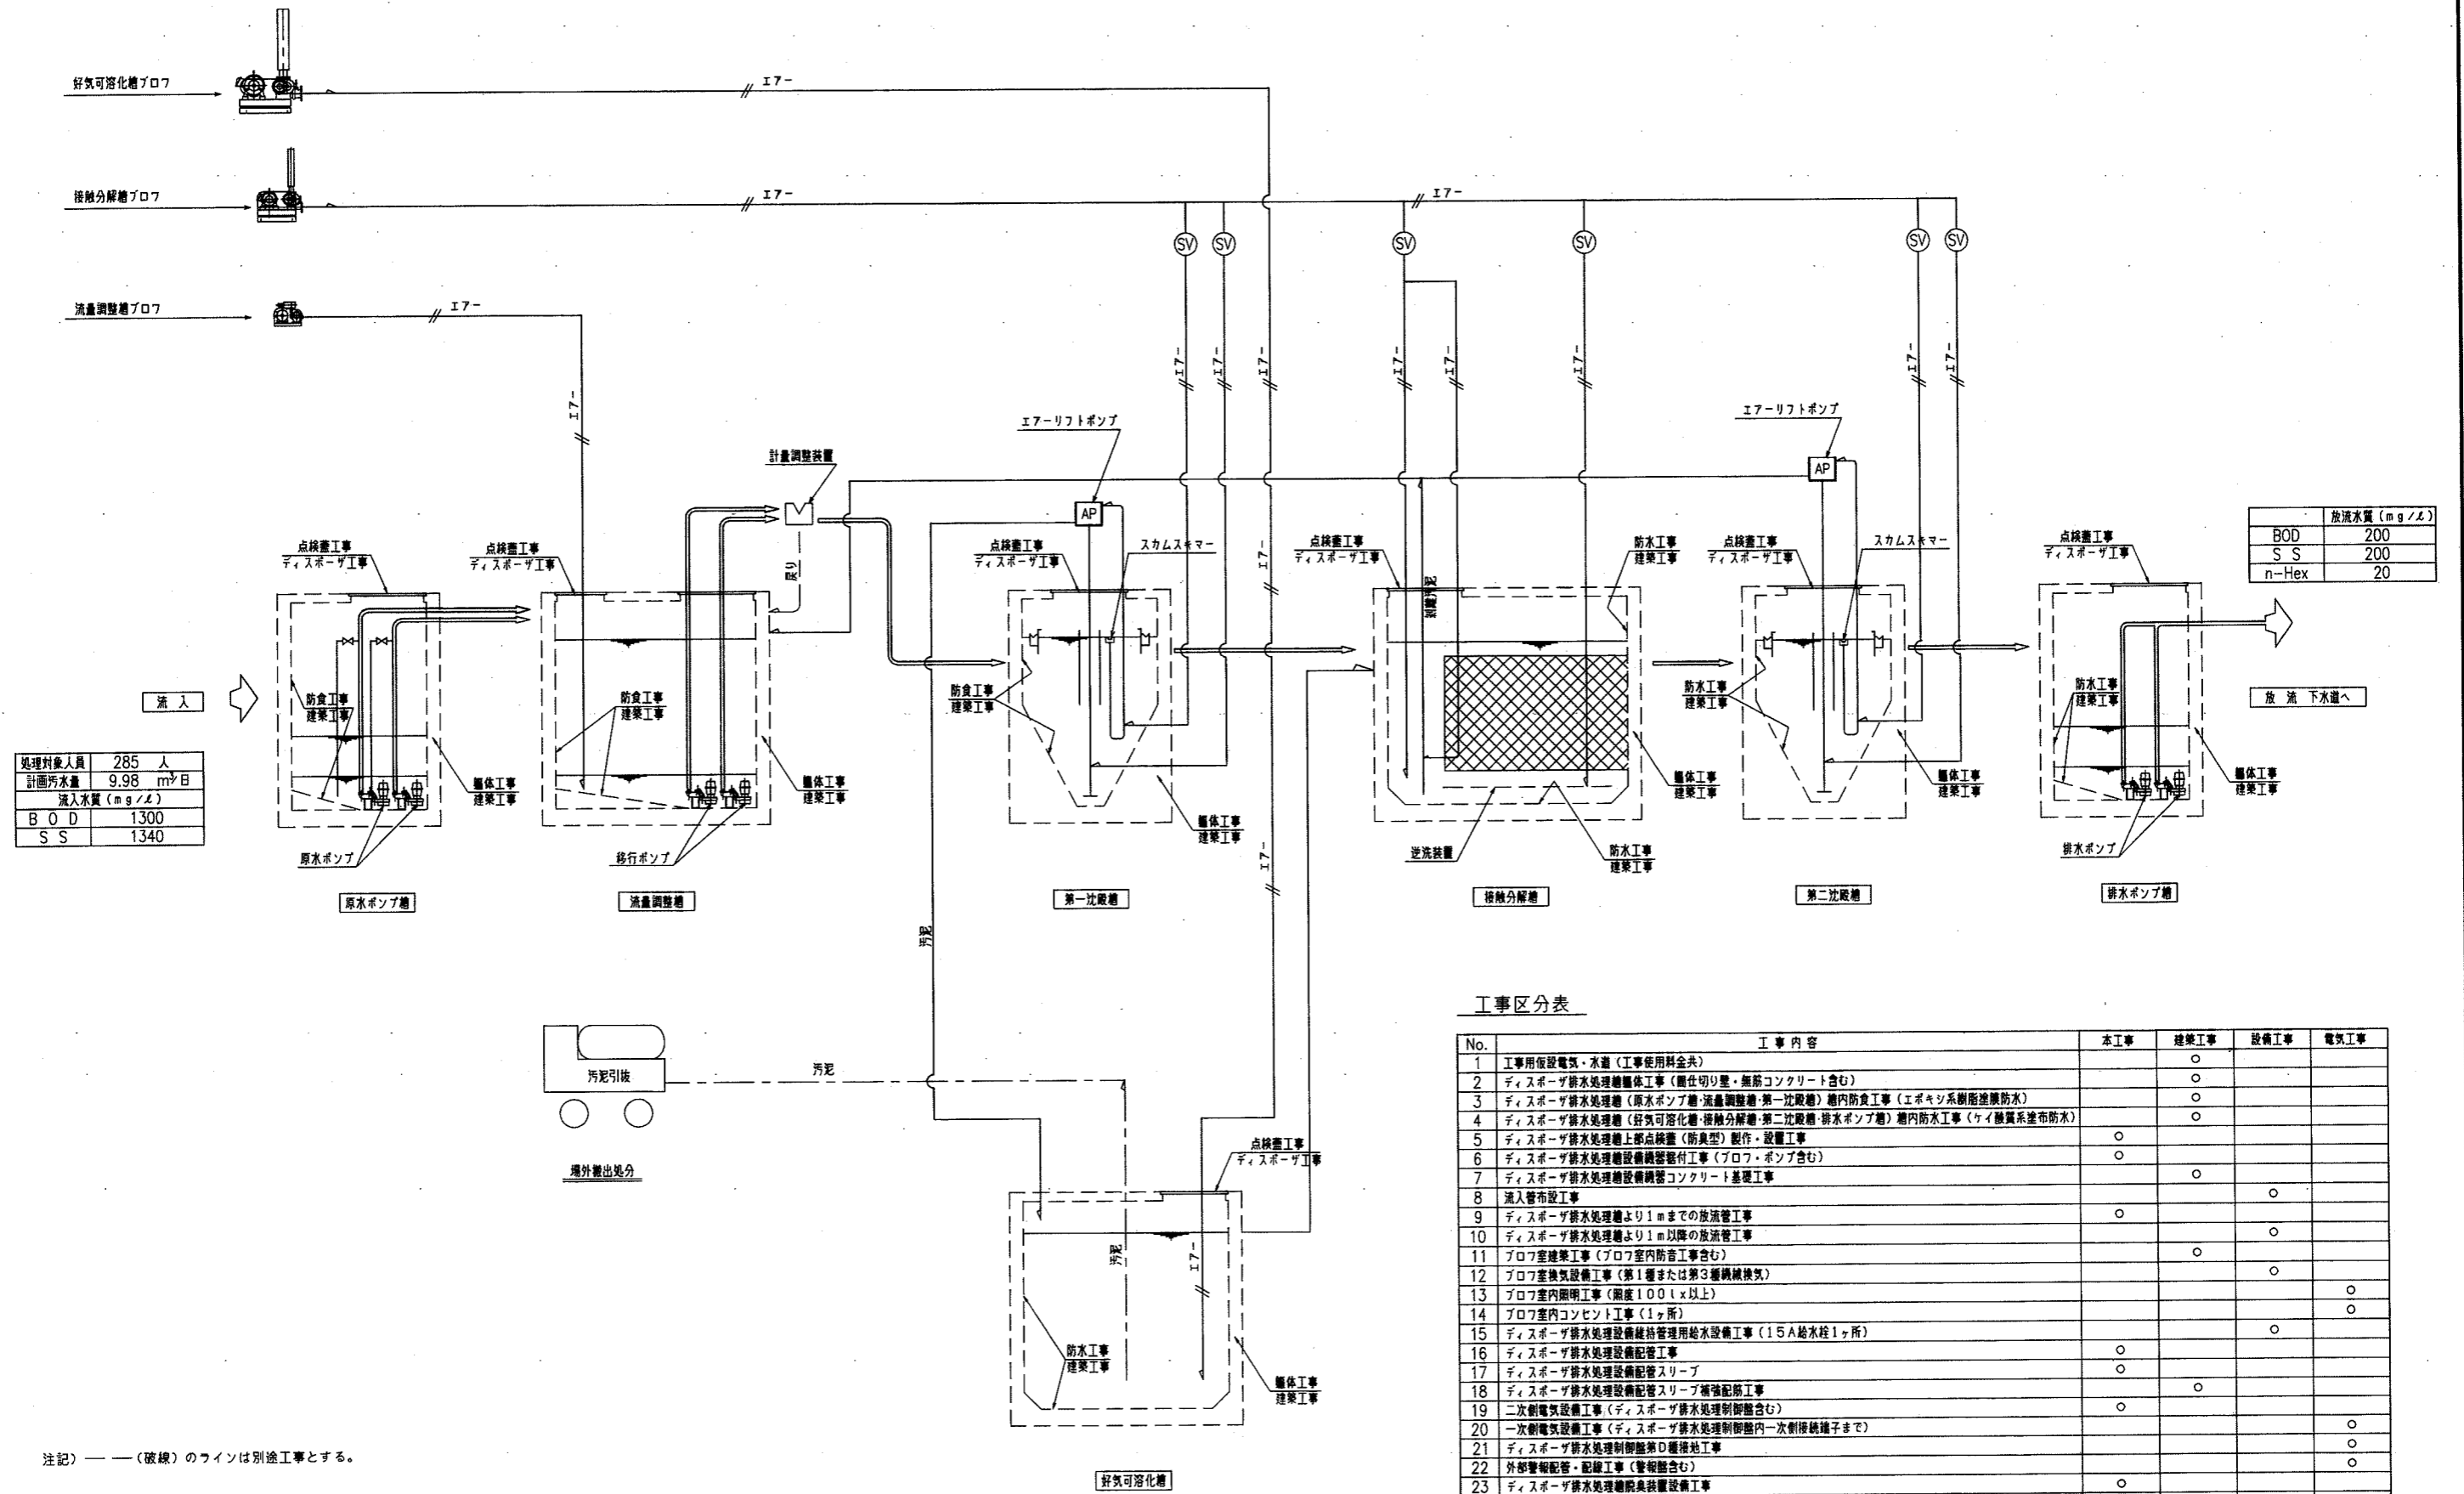 好気可溶化槽ブロワ
エアー
接触分解槽ブロワ
エアー
エアー
SV
SV
SV
SV
SV
SV
流量調整槽ブロワ
エアー
エアー
エアー
エアー
エアー
エアー
エアー
エアー
エアー
エアー
エアーリフトポンプ
エアーリフトポンプ
計量調整装置
AP
AP
戻り
エアー
剥離汚泥
点検蓋工事
ディスポーザ工事
点検蓋工事
ディスポーザ工事
点検蓋工事
ディスポーザ工事
スカムスキマー
点検蓋工事
ディスポーザ工事
防水工事
建築工事
点検蓋工事
ディスポーザ工事
スカムスキマー
点検蓋工事
ディスポーザ工事
放流水質(mg/ℓ)
BOD 200
S S 200
n-Hex 20
流 入
防食工事
建築工事
防食工事
建築工事
防食工事
建築工事
防水工事
建築工事
防水工事
建築工事
放 流 下水道へ
処理対象人員 285 人
計画汚水量 9.98 m³/日
流入水質(mg/ℓ)
B O D 1300
S S 1340
躯体工事
建築工事
躯体工事
建築工事
躯体工事
建築工事
躯体工事
建築工事
躯体工事
建築工事
躯体工事
建築工事
原水ポンプ
移行ポンプ
逆洗装置
防水工事
建築工事
排水ポンプ
エアー
原水ポンプ槽
流量調整槽
第一沈殿槽
接触分解槽
第二沈殿槽
排水ポンプ槽
汚泥
汚泥引抜
汚泥
場外搬出処分
点検蓋工事
ディスポーザ工事
汚泥
エアー
防水工事
建築工事
躯体工事
建築工事
好気可溶化槽
注記) ― ― (破線)のラインは別途工事とする。
工事区分表
No. 工事内容 本工事 建築工事 設備工事 電気工事
1 工事用仮設電気・水道(工事使用料金共) ○
2 ディスポーザ排水処理槽躯体工事(間仕切り壁・無筋コンクリート含む) ○
3 ディスポーザ排水処理槽(原水ポンプ槽・流量調整槽・第一沈殿槽)槽内防食工事(エポキシ系樹脂塗膜防水) ○
4 ディスポーザ排水処理槽(好気可溶化槽・接触分解槽・第二沈殿槽・排水ポンプ槽)槽内防水工事(ケイ酸質系塗布防水) ○
5 ディスポーザ排水処理槽上部点検蓋(防臭型)製作・設置工事 ○
6 ディスポーザ排水処理槽設備機器据付工事(ブロワ・ポンプ含む) ○
7 ディスポーザ排水処理槽設備機器コンクリート基礎工事 ○
8 流入管布設工事 ○
9 ディスポーザ排水処理槽より1mまでの放流管工事 ○
10 ディスポーザ排水処理槽より1m以降の放流管工事 ○
11 ブロワ室建築工事(ブロワ室内防音工事含む) ○
12 ブロワ室換気設備工事(第1種または第3種機械換気) ○
13 ブロワ室内照明工事(照度100lx以上) ○
14 ブロワ室内コンセント工事(1ヶ所) ○
15 ディスポーザ排水処理設備維持管理用給水設備工事(15A給水栓1ヶ所) ○
16 ディスポーザ排水処理設備配管工事 ○
17 ディスポーザ排水処理設備配管スリーブ ○
18 ディスポーザ排水処理設備配管スリーブ補強配筋工事 ○
19 二次側電気設備工事(ディスポーザ排水処理制御盤含む) ○
20 一次側電気設備工事(ディスポーザ排水処理制御盤内一次側接続端子まで) ○
21 ディスポーザ排水処理制御盤第D種接地工事 ○
22 外部警報配管・配線工事(警報盤含む) ○
23 ディスポーザ排水処理槽脱臭装置設備工事 ○